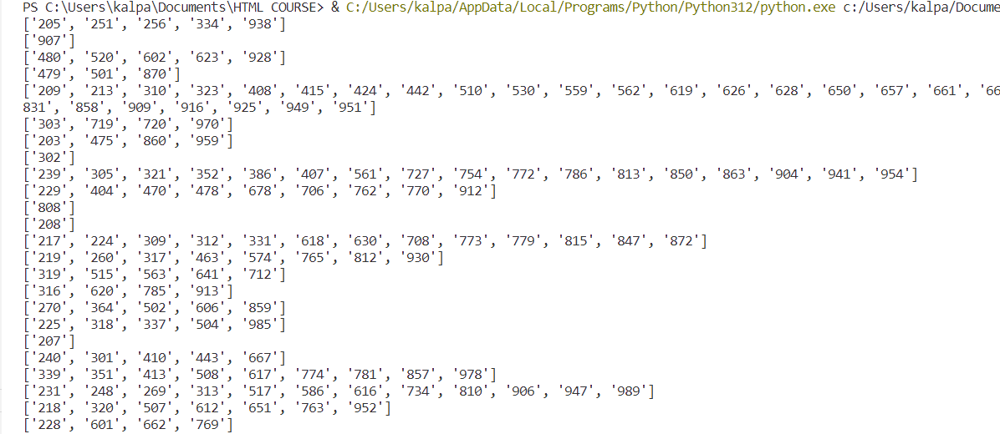 PS C:\Users\kalpa\Documents\HTML COURSE> & C:/Users/kalpa/AppData/Local/Programs/Python/Python312/python.exe c:/Users/kalpa/Docume
['205', '251', '256', '334', '938']
['907']
['480', '520', '602', '623', '928']
['479', '501', '870']
['209', '213', '310', '323', '408', '415', '424', '442', '510', '530', '559', '562', '619', '626', '628', '650', '657', '661', '66
831', '858', '909', '916', '925', '949', '951']
['303', '719', '720', '970']
['203', '475', '860', '959']
['302']
['239', '305', '321', '352', '386', '407', '561', '727', '754', '772', '786', '813', '850', '863', '904', '941', '954']
['229', '404', '470', '478', '678', '706', '762', '770', '912']
['808']
['208']
['217', '224', '309', '312', '331', '618', '630', '708', '773', '779', '815', '847', '872']
['219', '260', '317', '463', '574', '765', '812', '930']
['319', '515', '563', '641', '712']
['316', '620', '785', '913']
['270', '364', '502', '606', '859']
['225', '318', '337', '504', '985']
['207']
['240', '301', '410', '443', '667']
['339', '351', '413', '508', '617', '774', '781', '857', '978']
['231', '248', '269', '313', '517', '586', '616', '734', '810', '906', '947', '989']
['218', '320', '507', '612', '651', '763', '952']
['228', '601', '662', '769']